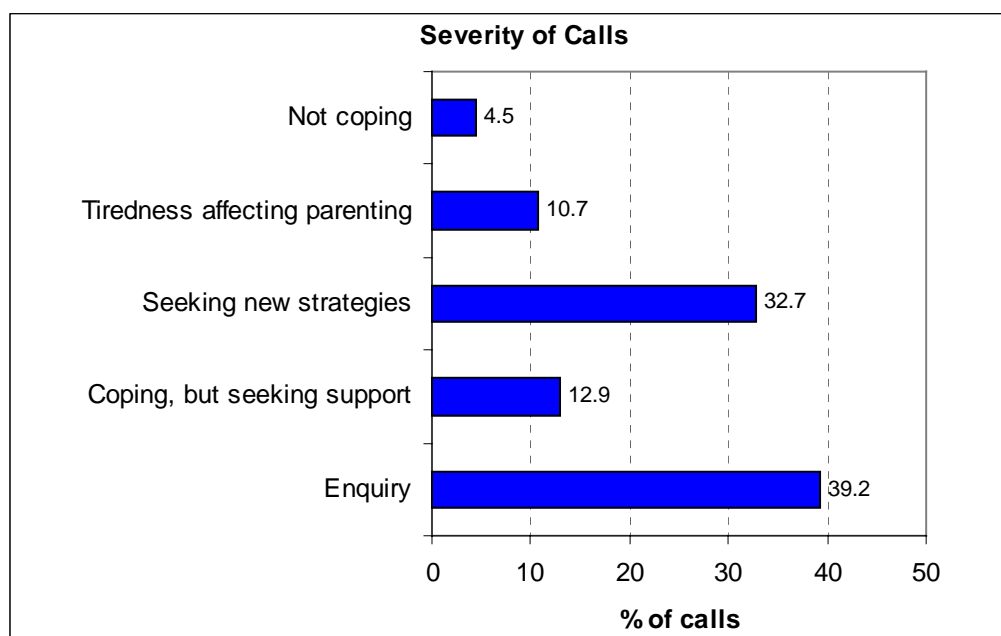 Severity of Calls
Not coping 4.5
Tiredness affecting parenting 10.7
Seeking new strategies 32.7
Coping, but seeking support 12.9
Enquiry 39.2
0 10 20 30 40 50
% of calls